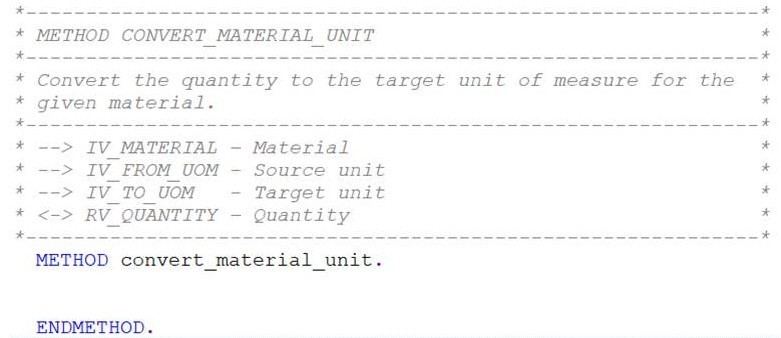 *-------------------------------------------------------------*
* METHOD CONVERT_MATERIAL_UNIT *
*-------------------------------------------------------------*
* Convert the quantity to the target unit of measure for the *
* given material. *
*-------------------------------------------------------------*
* --> IV_MATERIAL - Material *
* --> IV_FROM_UOM - Source unit *
* --> IV_TO_UOM - Target unit *
* <-> RV_QUANTITY - Quantity *
*-------------------------------------------------------------*
METHOD convert_material_unit.
ENDMETHOD.